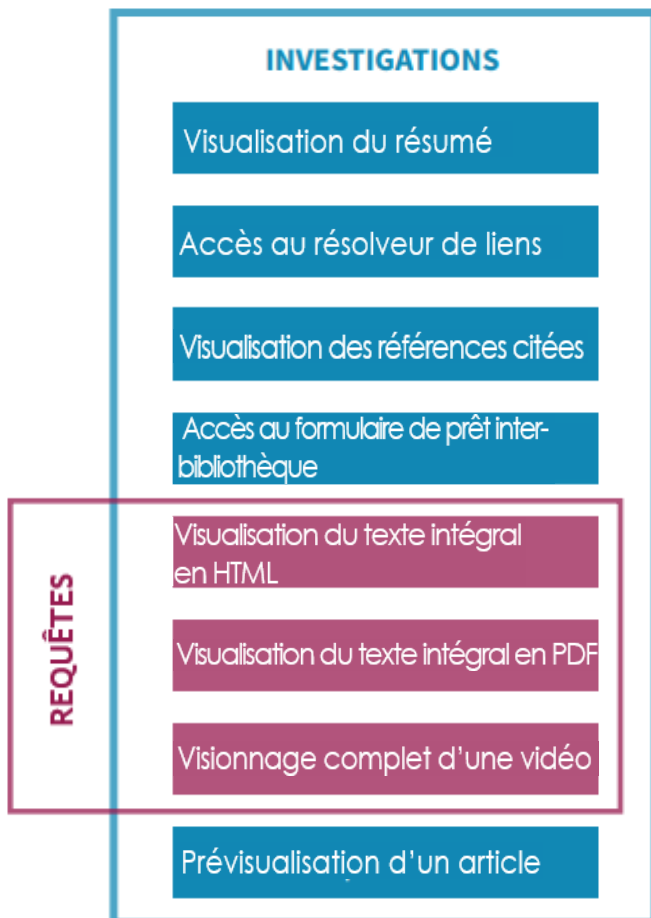 INVESTIGATIONS
Visualisation du résumé
Accès au résolveur de liens
Visualisation des références citées
Accès au formulaire de prêt inter-
bibliothèque
REQUÊTES
Visualisation du texte intégral
en HTML
Visualisation du texte intégral en PDF
Visionnage complet d'une vidéo
Prévisualisation d'un article